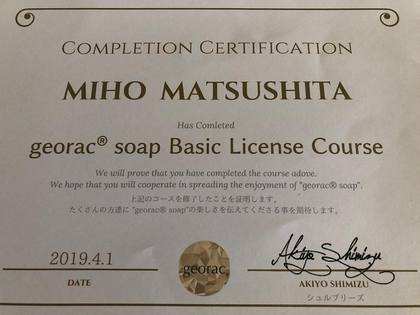 COMPLETION CERTIFICATION
MIHO MATSUSHITA
Has Comleted
georac® soap Basic License Course
We will prove that you have completed the course adove.
We hope that you will cooperate in spreading the enjoyment of "georac® soap".
上記のコースを修了したことを証明します。
たくさんの方達に "georac® soap"の楽しさを伝えてくださる事を期待します。
2019.4.1
DATE
georac
Akiyo Shimizu
AKIYO SHIMIZU
シュルブリーズ